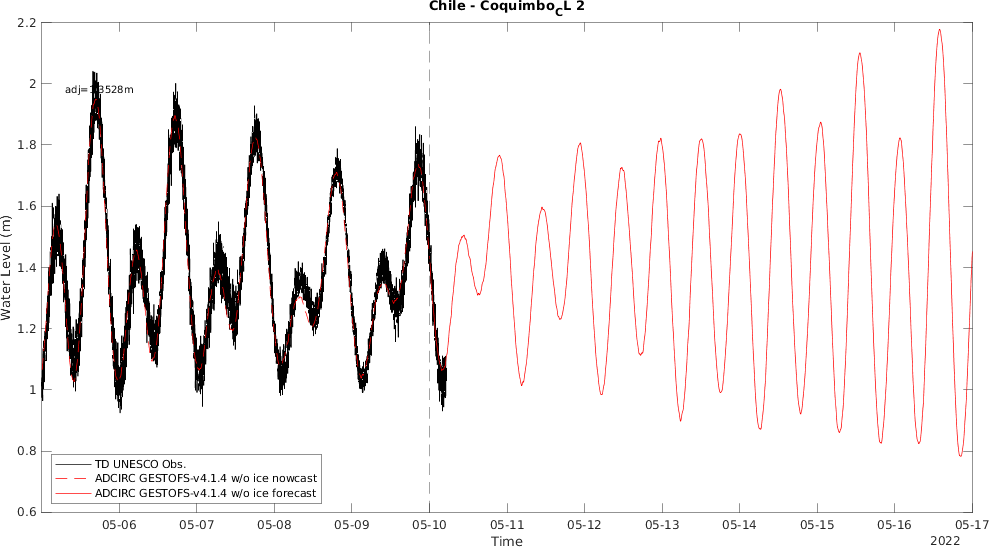 Chile - Coquimbo_CL 2
2.2
2
1.8
1.6
1.4
1.2
1
0.8
0.6
Water Level (m)
adj=1.3528m
TD UNESCO Obs.
ADCIRC GESTOFS-v4.1.4 w/o ice nowcast
ADCIRC GESTOFS-v4.1.4 w/o ice forecast
05-06 05-07 05-08 05-09 05-10 05-11 05-12 05-13 05-14 05-15 05-16 05-17
Time
2022